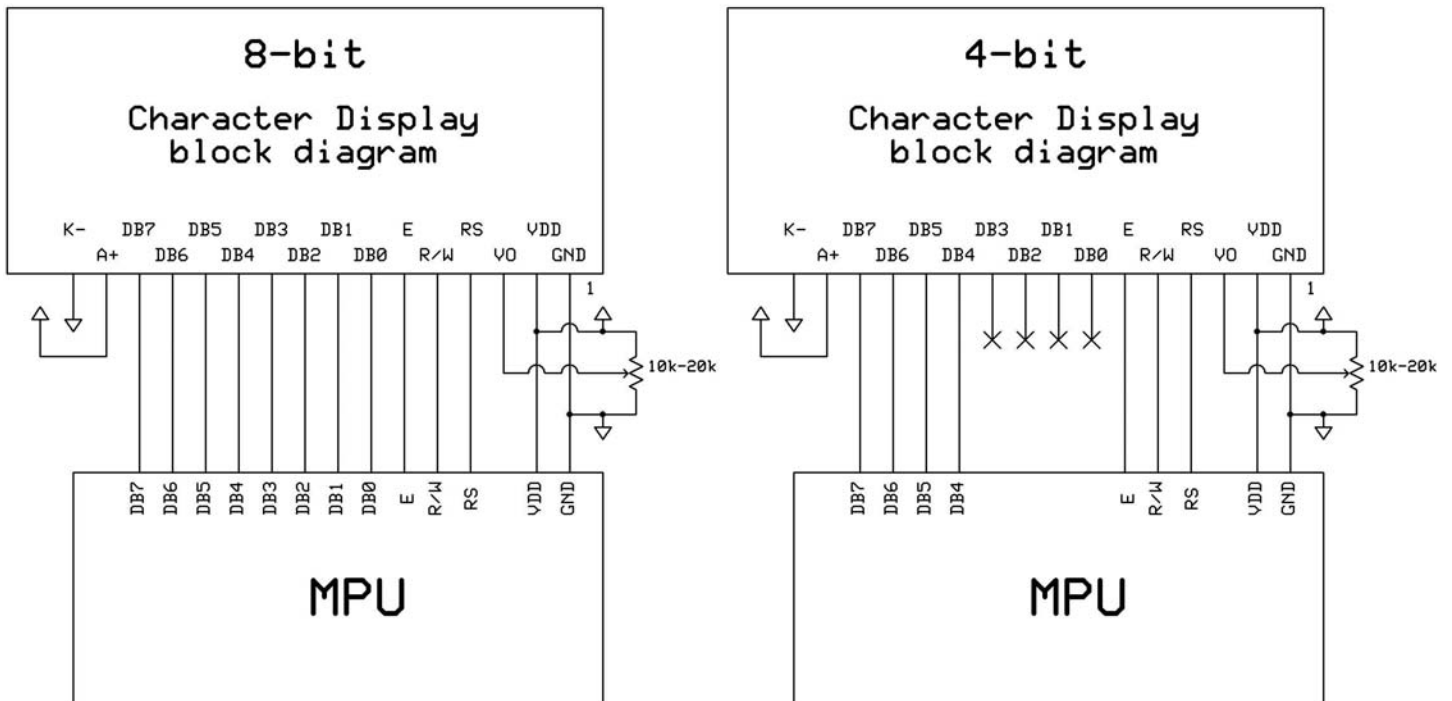 8-bit
Character Display
block diagram
K- DB7 DB5 DB3 DB1 E RS VDD
A+ DB6 DB4 DB2 DB0 R/W VO GND
1
10k-20k
DB7 DB6 DB5 DB4 DB3 DB2 DB1 DB0 E R/W RS VDD GND
MPU
4-bit
Character Display
block diagram
K- DB7 DB5 DB3 DB1 E RS VDD
A+ DB6 DB4 DB2 DB0 R/W VO GND
1
10k-20k
DB7 DB6 DB5 DB4 E R/W RS VDD GND
MPU